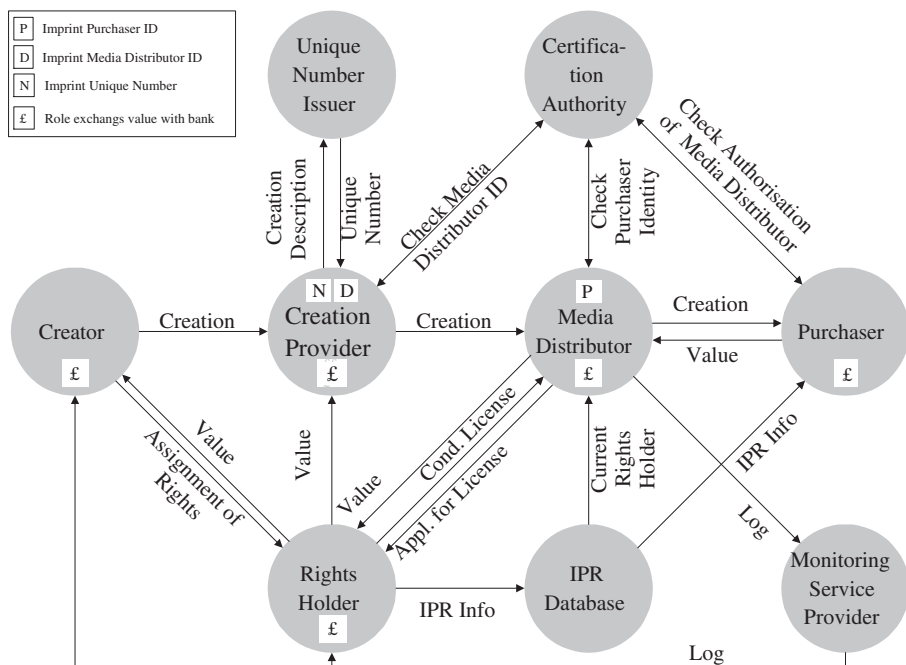 P Imprint Purchaser ID
D Imprint Media Distributor ID
N Imprint Unique Number
£ Role exchangs value with bank
Unique
Number
Issuer
Certifica-
tion
Authority
Creation
Description
Unique
Number
Check Media
Distributor ID
Check
Purchaser
Identity
Check Authorisation
of Media Distributor
Creator
£
Creation
N D
Creation
Provider
£
Creation
P
Media
Distributor
£
Creation
Value
Purchaser
£
Value
Assignment of
Rights
Value
Value
Cond. License
Appl. for License
Current
Rights
Holder
IPR Info
Log
Rights
Holder
£
IPR Info
IPR
Database
Monitoring
Service
Provider
Log